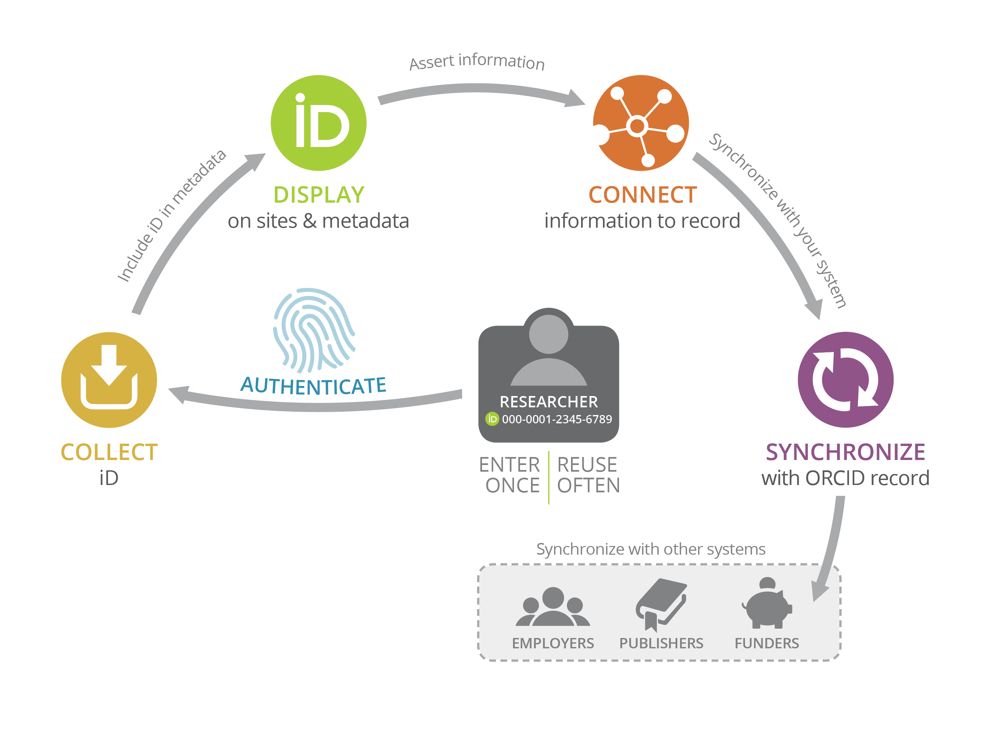 Assert information
iD
DISPLAY
on sites & metadata
CONNECT
information to record
Include iD in metadata
Synchronize with your system
AUTHENTICATE
RESEARCHER
iD 000-0001-2345-6789
COLLECT
iD
ENTER ONCE
REUSE OFTEN
SYNCHRONIZE
with ORCID record
Synchronize with other systems
EMPLOYERS
PUBLISHERS
FUNDERS